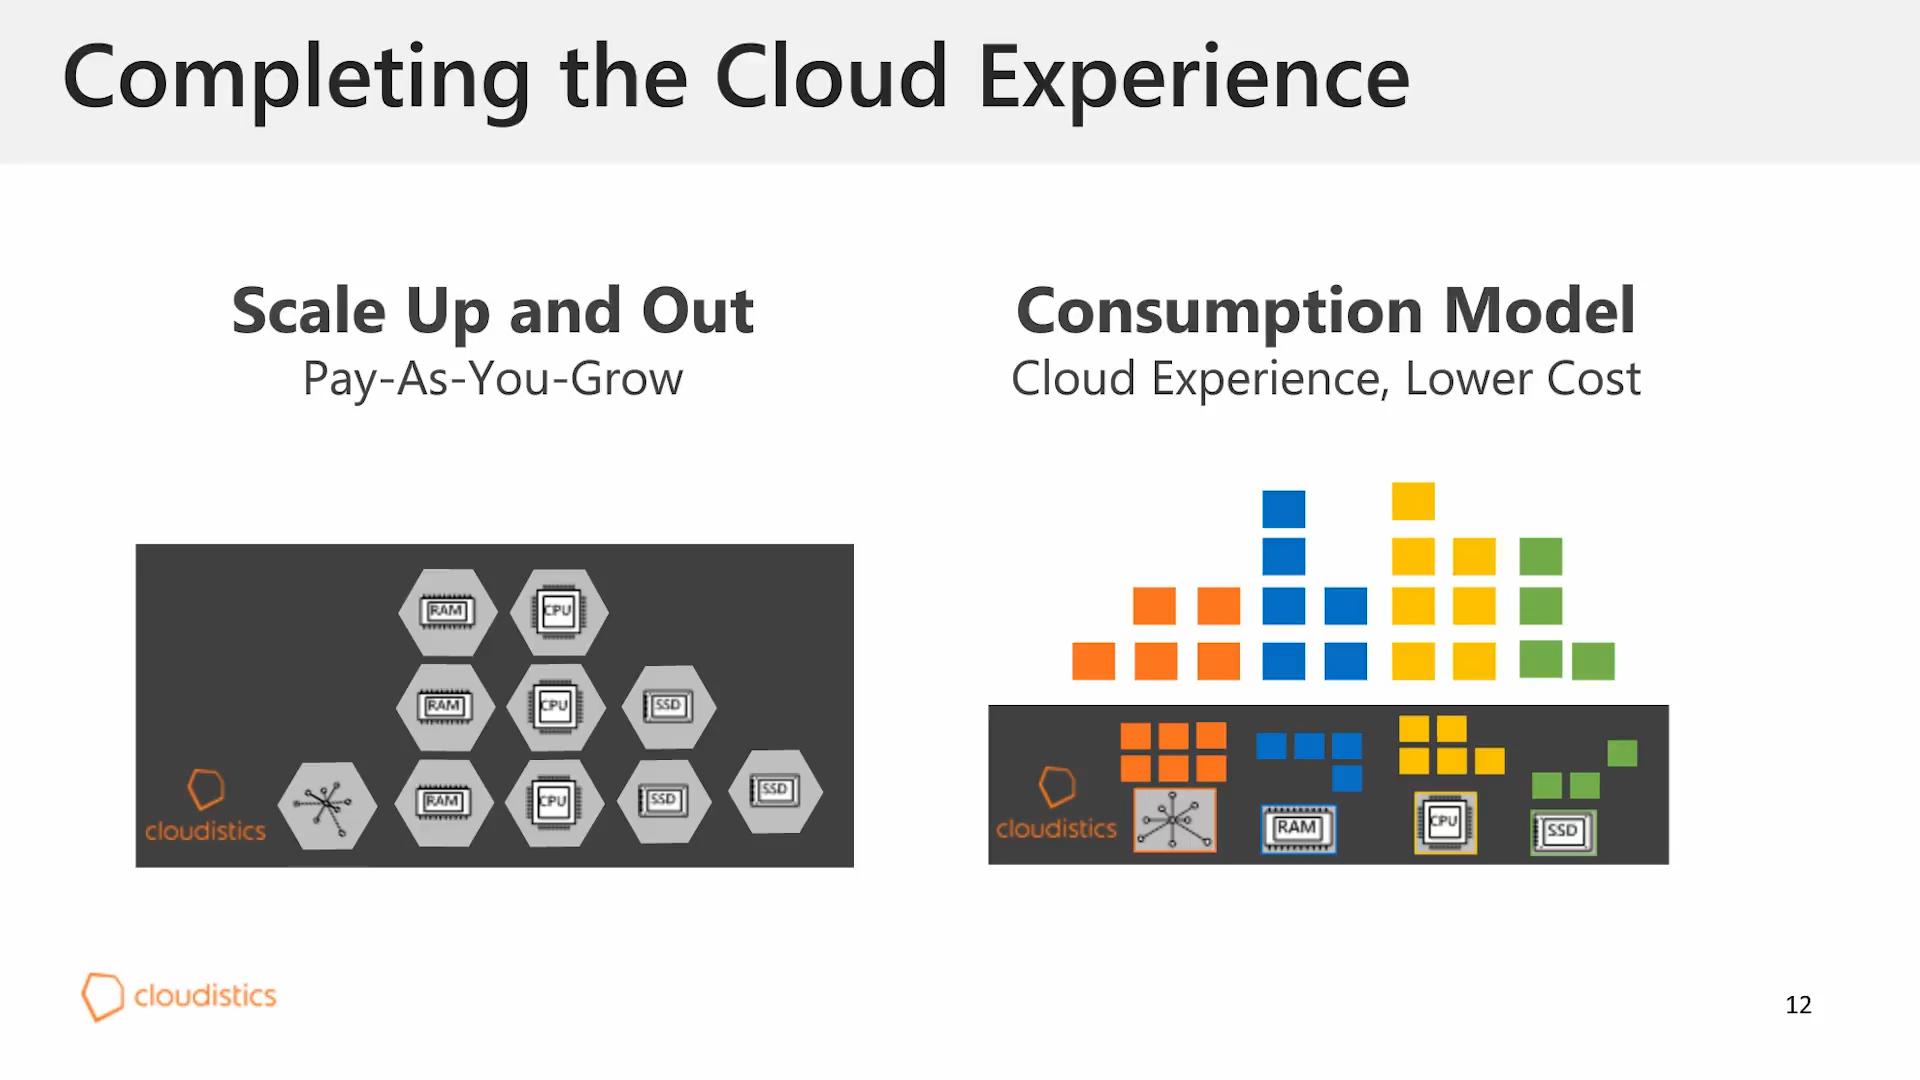 Completing the Cloud Experience
Scale Up and Out
Pay-As-You-Grow
RAM CPU
RAM CPU SSD
RAM CPU SSD SSD
cloudistics
Consumption Model
Cloud Experience, Lower Cost
cloudistics
RAM CPU SSD
cloudistics
12